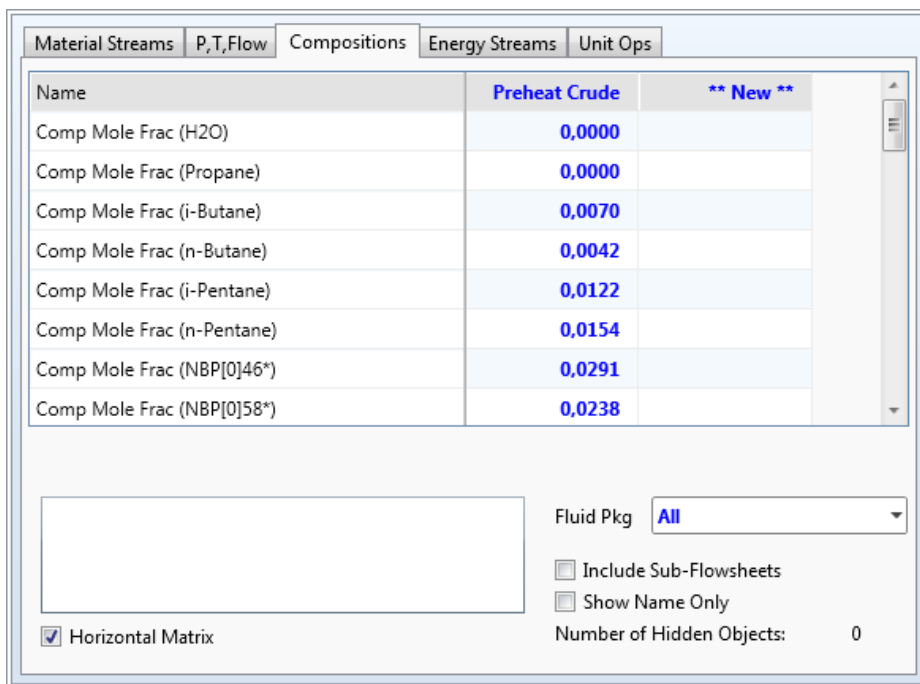 Material Streams P,T,Flow Compositions Energy Streams Unit Ops
Name Preheat Crude ** New **
Comp Mole Frac (H2O) 0,0000
Comp Mole Frac (Propane) 0,0000
Comp Mole Frac (i-Butane) 0,0070
Comp Mole Frac (n-Butane) 0,0042
Comp Mole Frac (i-Pentane) 0,0122
Comp Mole Frac (n-Pentane) 0,0154
Comp Mole Frac (NBP[0]46*) 0,0291
Comp Mole Frac (NBP[0]58*) 0,0238
Fluid Pkg All
Include Sub-Flowsheets
Show Name Only
Horizontal Matrix Number of Hidden Objects: 0